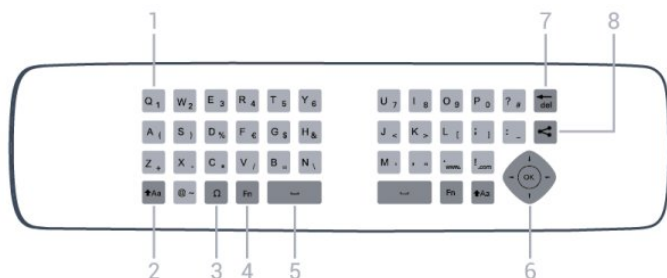 1 7 8
Q 1 W 2 E 3 R 4 T 5 Y 6 U 7 I 8 O 9 P 0 ? # del
A ( S ) D % F € G $ H & J < K > L [ ; ] : _
Z + X - C * V / B N \ M ' , " . www. ! .com
Aa @ ~ Ω Fn Fn Aa OK
2 3 4 5 6